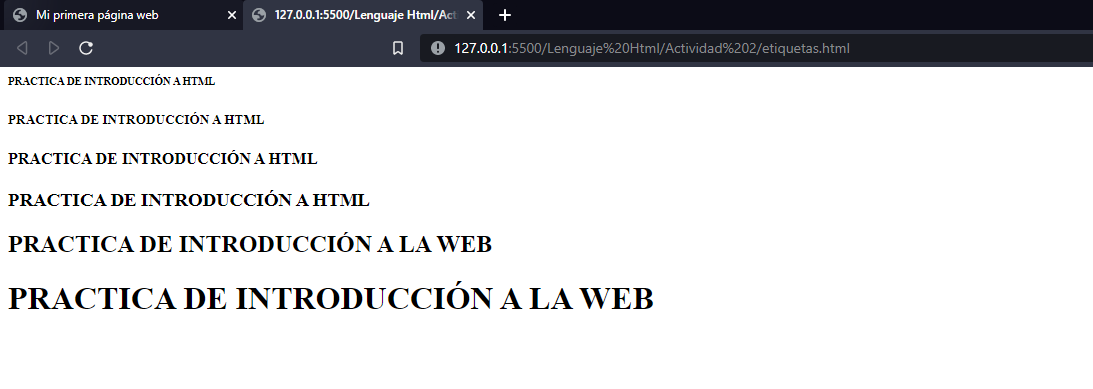 Mi primera página web
127.0.0.1:5500/Lenguaje Html/Act
127.0.0.1:5500/Lenguaje%20Html/Actividad%202/etiquetas.html
PRACTICA DE INTRODUCCIÓN A HTML
PRACTICA DE INTRODUCCIÓN A HTML
PRACTICA DE INTRODUCCIÓN A HTML
PRACTICA DE INTRODUCCIÓN A HTML
PRACTICA DE INTRODUCCIÓN A LA WEB
PRACTICA DE INTRODUCCIÓN A LA WEB